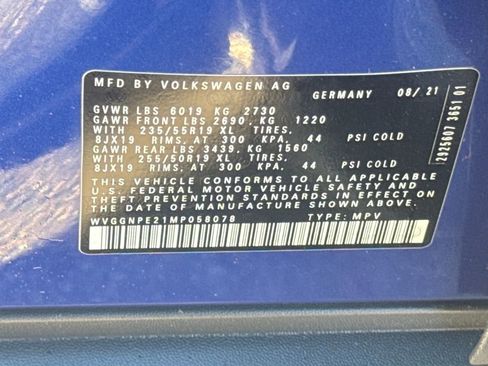 MFD BY VOLKSWAGEN AG
GERMANY 08/21
GVWR LBS 6019 KG 2730
GAWR FRONT LBS 2690, KG 1220
WITH 235/55R19 XL TIRES.
8JX19 RIMS. AT 300 KPA. 44 PSI COLD
GAWR REAR LBS 3439. KG 1560
WITH 255/50R19 XL TIRES.
8JX19 RIMS. AT 300 KPA. 44 PSI COLD
THIS VEHICLE CONFORMS TO ALL APPLICABLE
U.S. FEDERAL MOTOR VEHICLE SAFETY AND
THEFT PREVENTION STANDARDS IN EFFECT ON
THE DATE OF MANUFACTURE SHOWN ABOVE.
WVGGNPE21MP058078 TYPE: MPV
2925607 3651 01